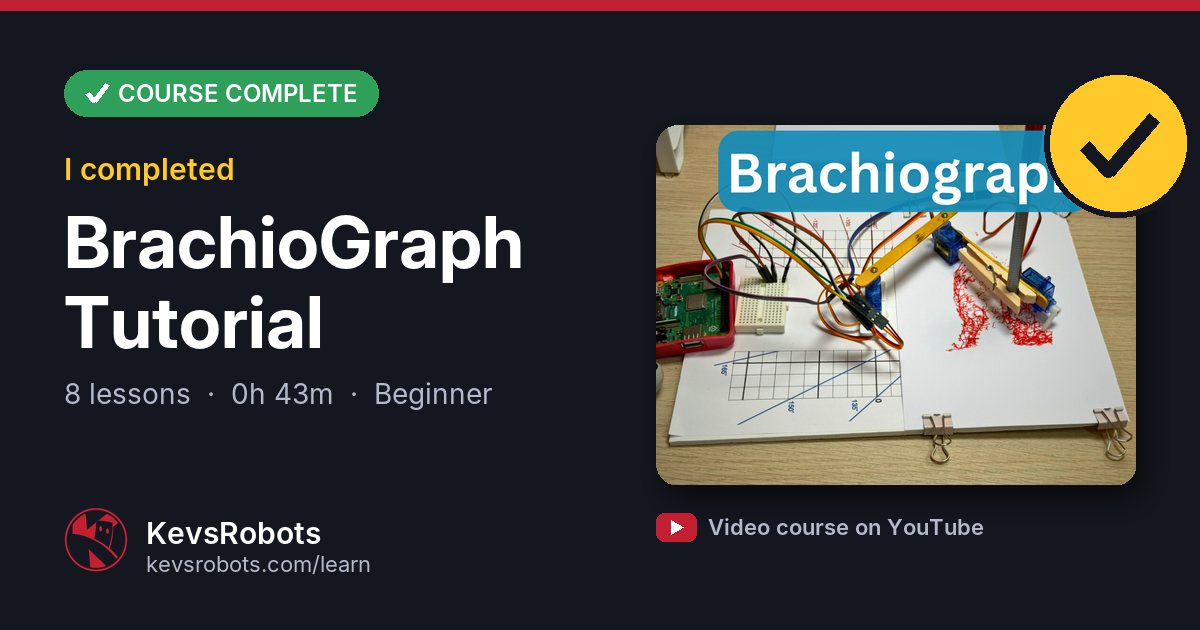 COURSE COMPLETE
I completed
BrachioGraph
Tutorial
8 lessons · 0h 43m · Beginner
KevsRobots
kevsrobots.com/learn
Video course on YouTube